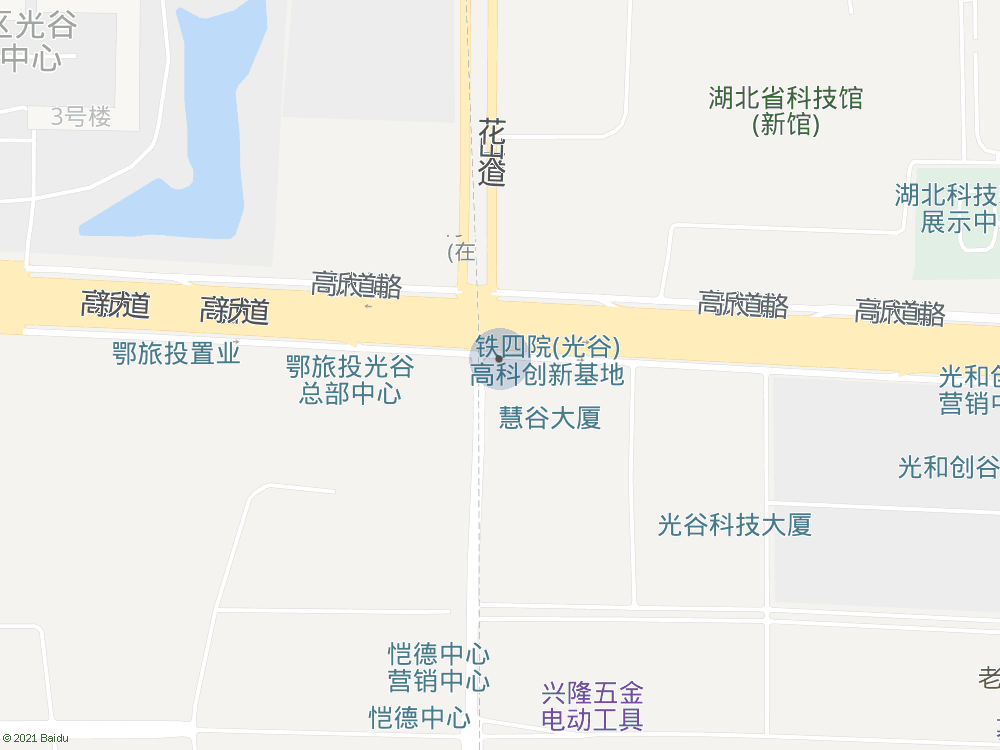 区光谷
中心
3号楼
花山道
湖北省科技馆
(新馆)
湖北科技
展示中
(在
高新大道辅路
高新大道
高新大道
高新大道辅路
高新大道辅路
鄂旅投置业
鄂旅投光谷
总部中心
铁四院(光谷)
高科创新基地
慧谷大厦
光和创
营销中
光和创谷
光谷科技大厦
恺德中心
营销中心
恺德中心
兴隆五金
电动工具
老
© 2021 Baidu